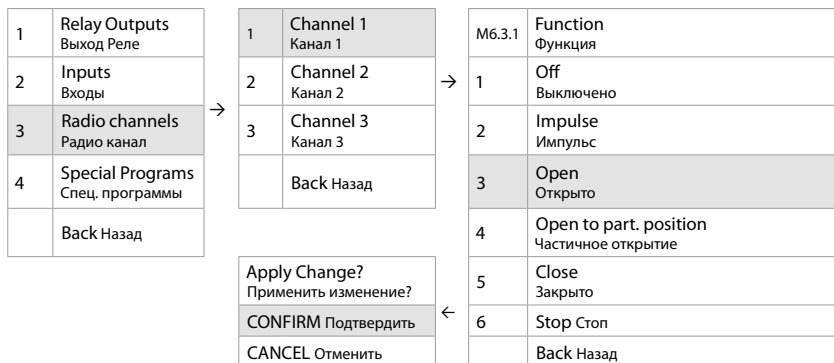 1 Relay Outputs
Выход Реле
2 Inputs
Входы
3 Radio channels
Радио канал
4 Special Programs
Спец. программы
Back Назад
→
1 Channel 1
Канал 1
2 Channel 2
Канал 2
3 Channel 3
Канал 3
Back Назад
→
M6.3.1 Function
Функция
1 Off
Выключено
2 Impulse
Импульс
3 Open
Открыто
4 Open to part. position
Частичное открытие
5 Close
Закрыто
6 Stop Стоп
Back Назад
←
Apply Change?
Применить изменение?
CONFIRM Подтвердить
CANCEL Отменить